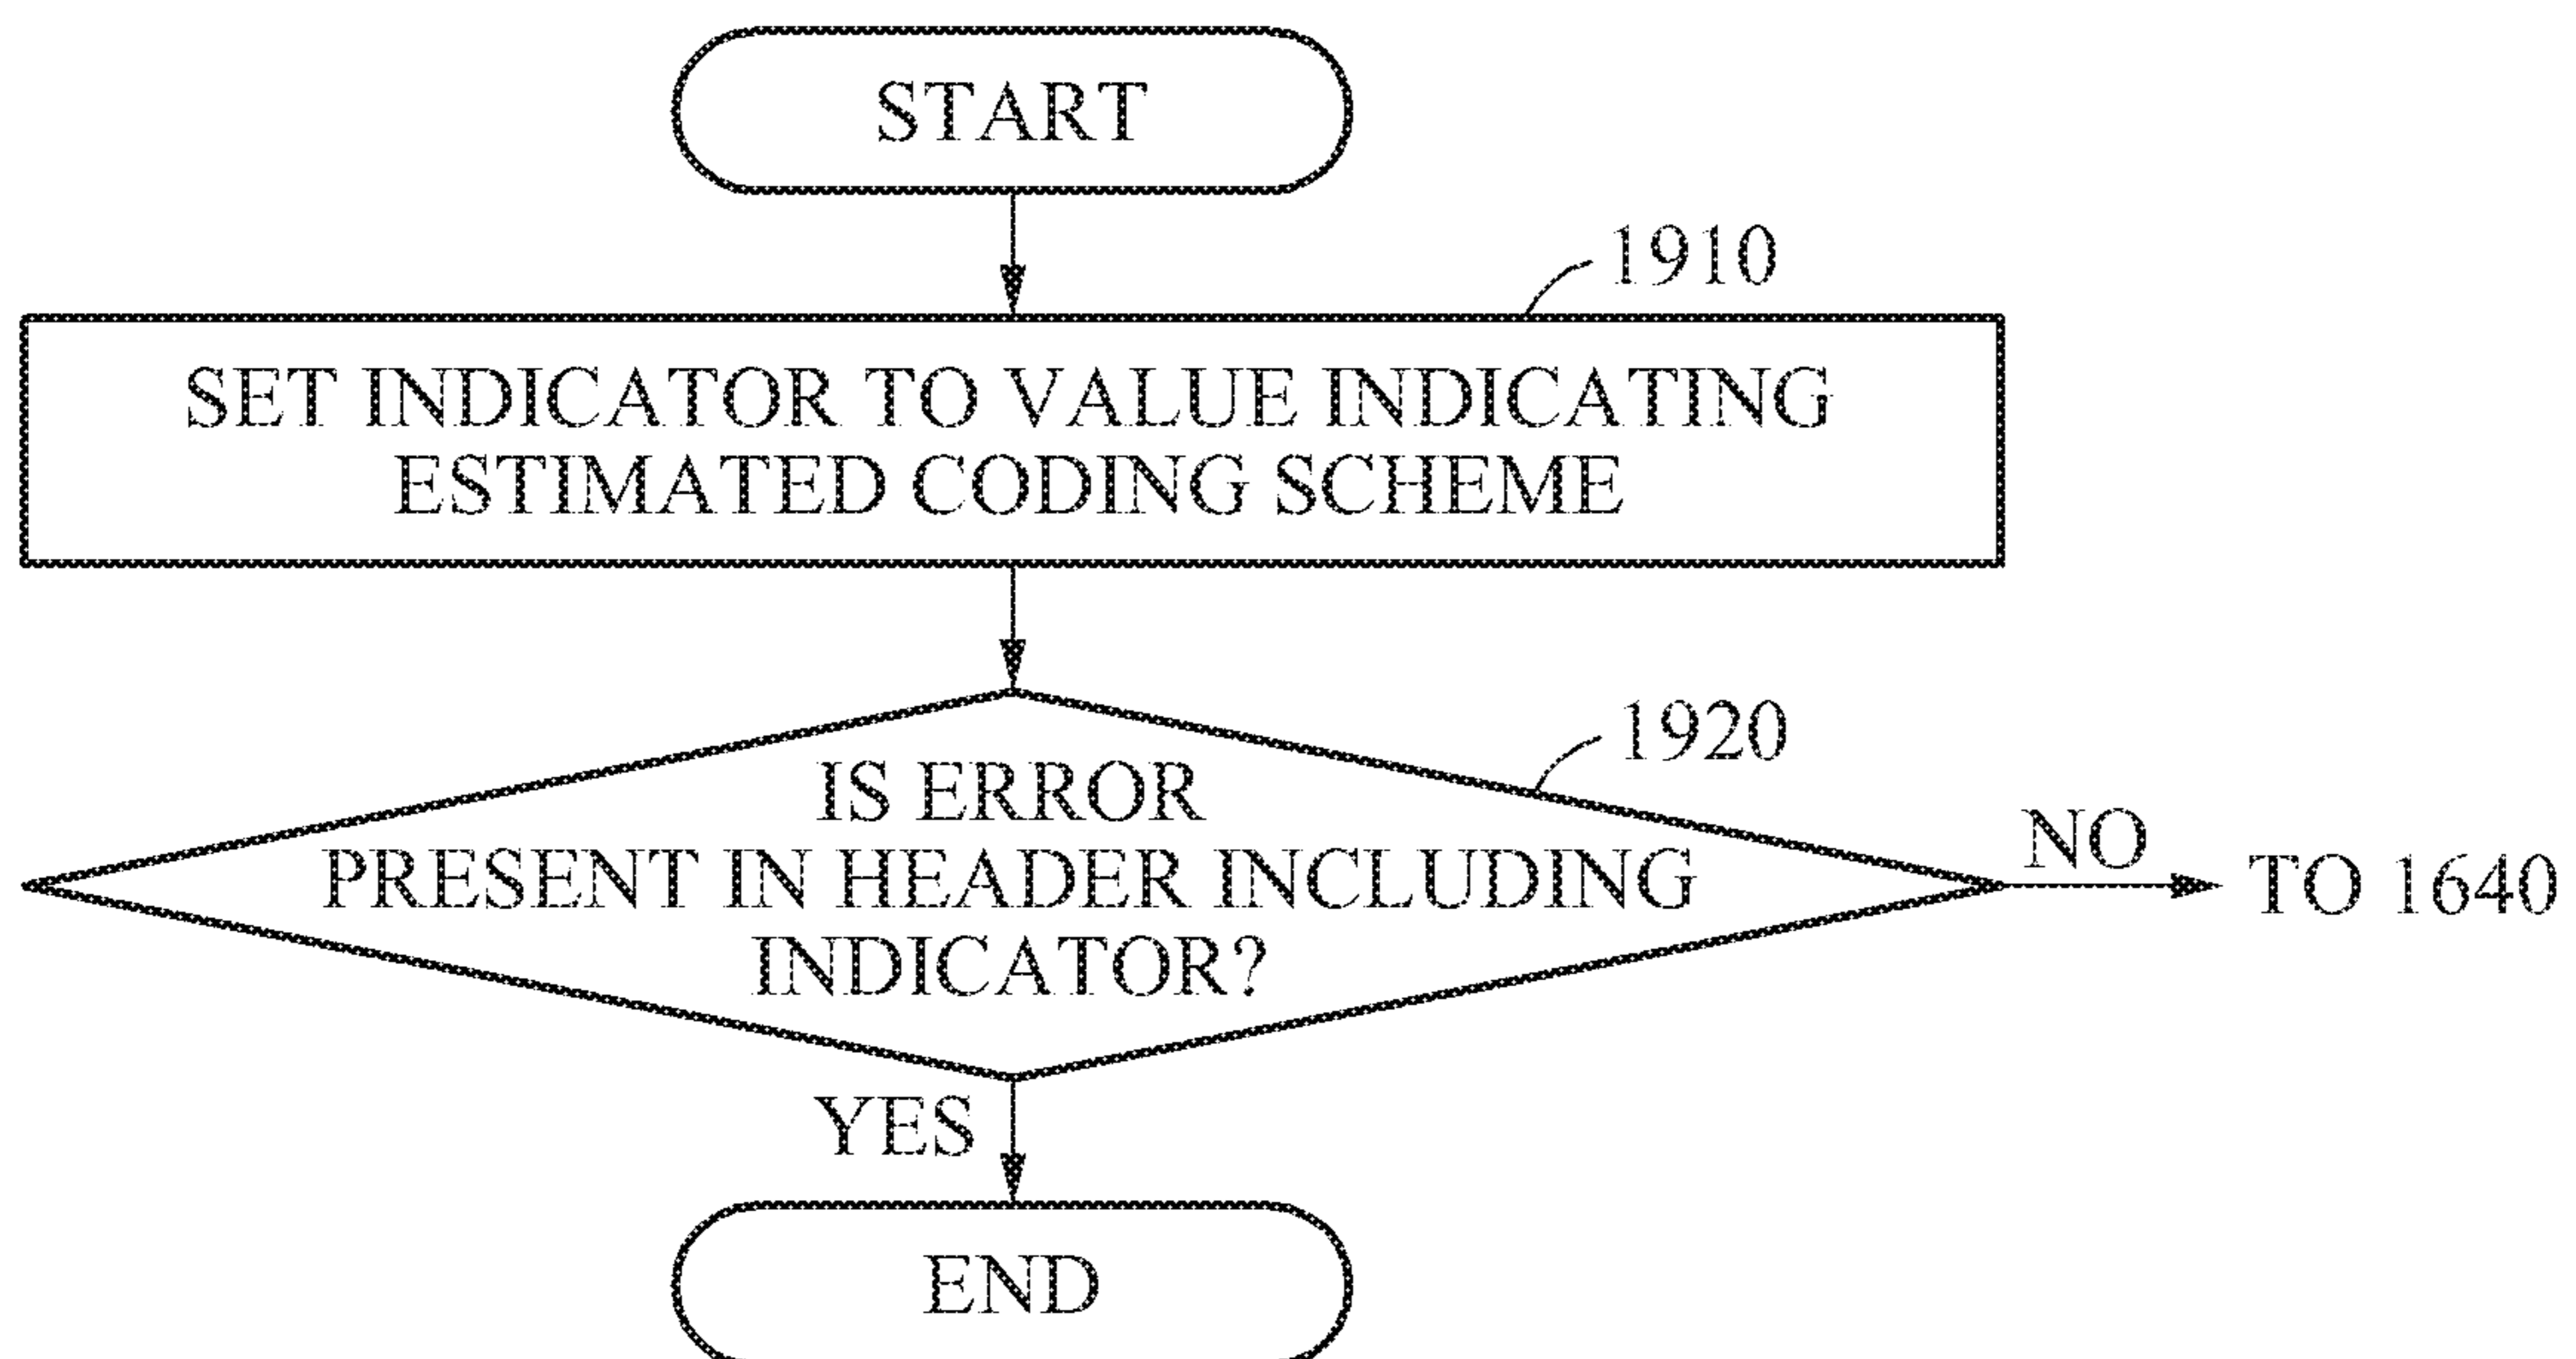 START
1910
SET INDICATOR TO VALUE INDICATING
ESTIMATED CODING SCHEME
1920
IS ERROR
PRESENT IN HEADER INCLUDING
INDICATOR?
NO
TO 1640
YES
END